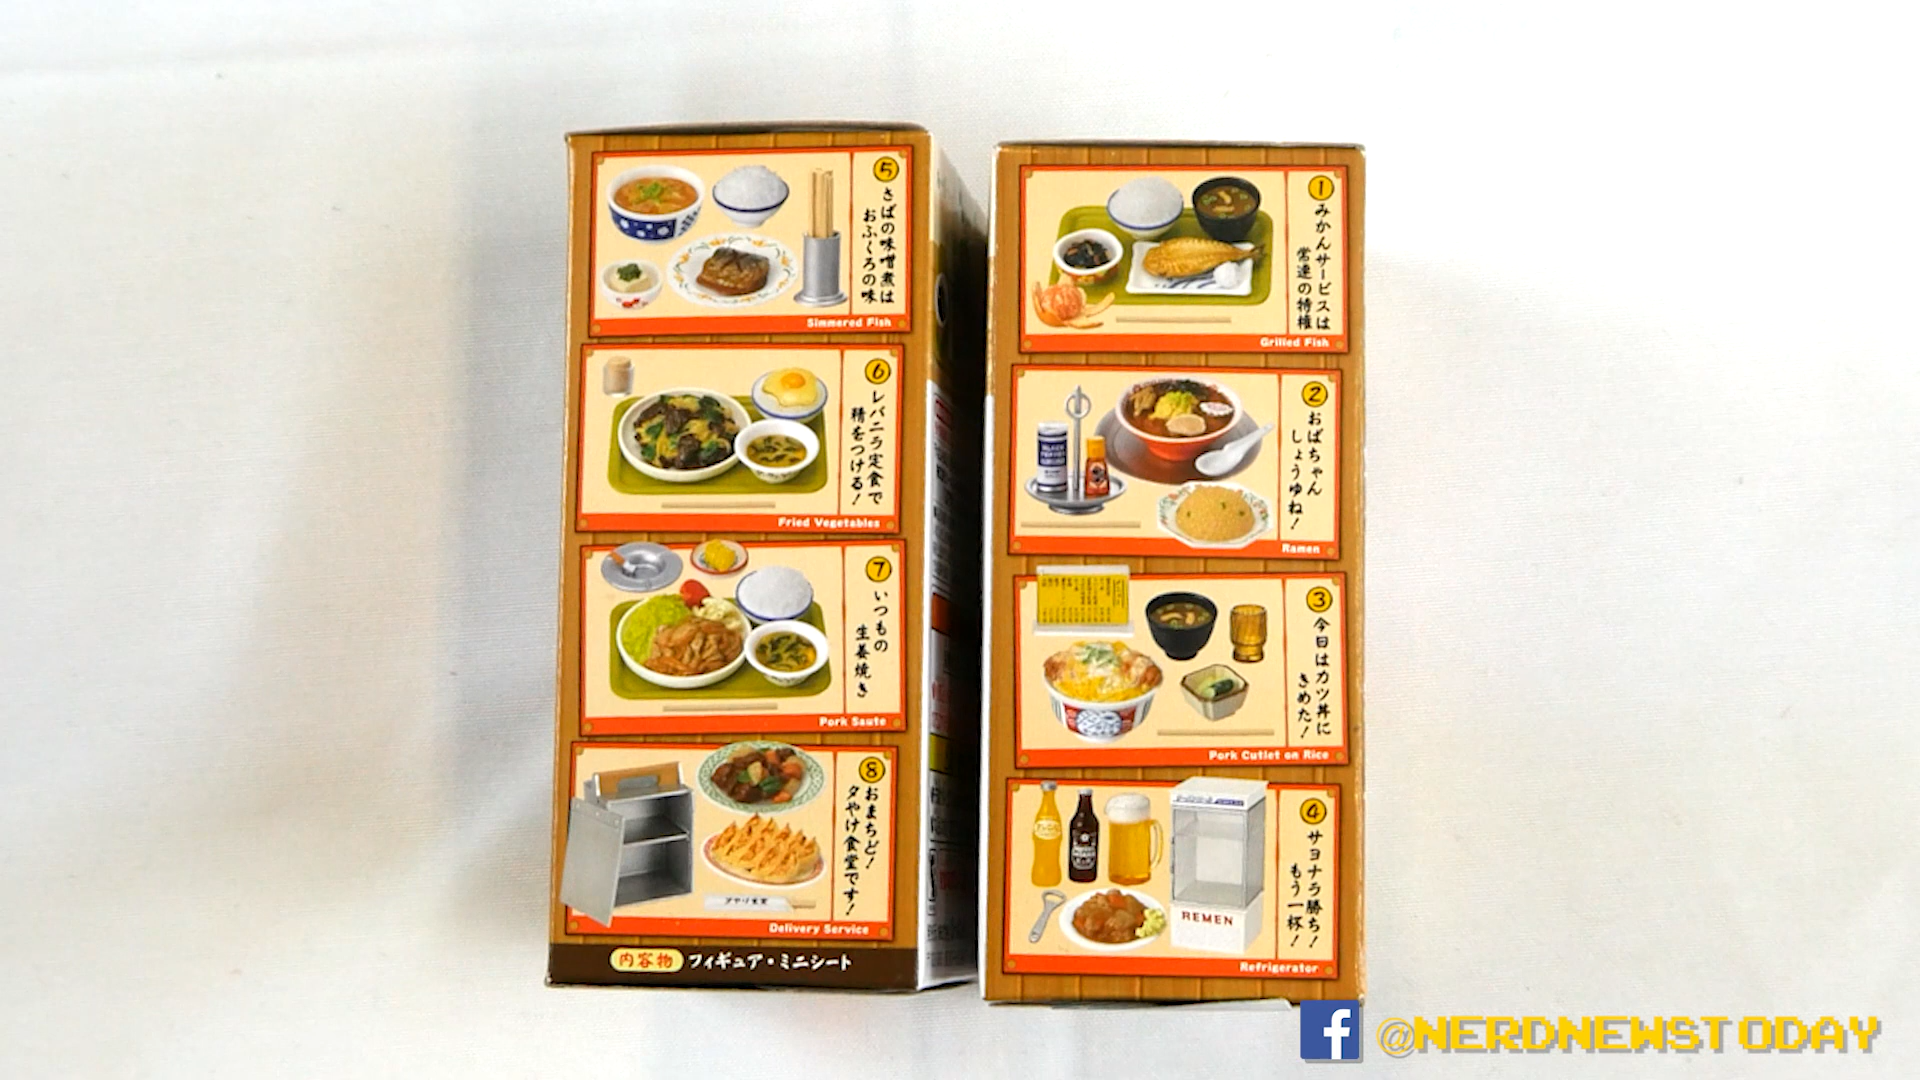 5
さばの味噌煮は
おふくろの味
Simmered Fish
6
レバニラ定食で
精をつける!
Fried Vegetables
7
いつもの
生姜焼き
Pork Saute
8
おまちど!
夕やけ食堂です!
Delivery Service
内容物 フィギュア・ミニシート
1
みかんサービスは
常連の特権
Grilled Fish
2
おばちゃん
しょうゆね!
Ramen
3
今日はカツ丼に
きめた!
Pork Cutlet on Rice
4
サヨナラ勝ち!
もう一杯!
REMEN
Refrigerator
f @NERDNEWSTODAY